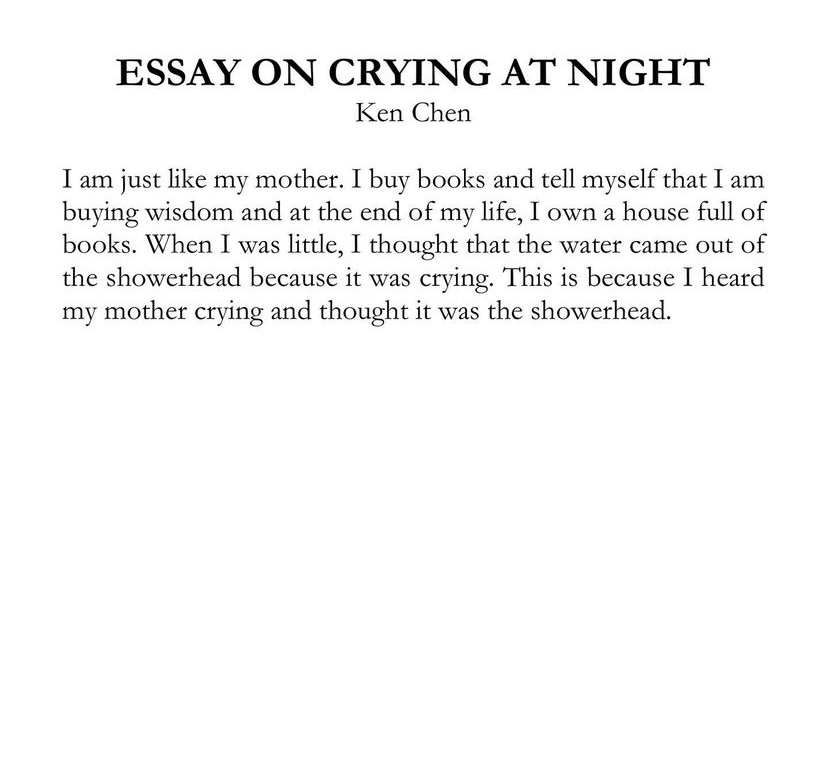 ESSAY ON CRYING AT NIGHT
Ken Chen
I am just like my mother. I buy books and tell myself that I am
buying wisdom and at the end of my life, I own a house full of
books. When I was little, I thought that the water came out of
the showerhead because it was crying. This is because I heard
my mother crying and thought it was the showerhead.